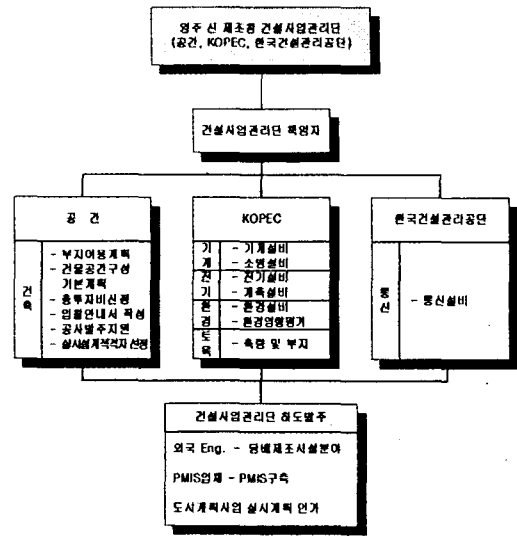 영주 신 제조창 건설사업관리단
(공간, KOPEC, 한국건설관리공단)
건설사업관리단 책임자
공 간
건축
- 부지이용계획
- 건물공간구성
기본계획
- 총투자비산정
- 입찰안내서 작성
- 공사발주지원
- 실시설계적격자 선정
KOPEC
기계
- 기계설비
- 소방설비
전기
- 전기설비
- 계측설비
환경
- 환경설비
- 환경영향평가
토목
- 측량 및 부지
한국건설관리공단
통신
- 통신설비
건설사업관리단 하도발주
외국 Eng. - 담배제조시설분야
PMIS업체 - PMIS구축
도시계획사업 실시계획 인가